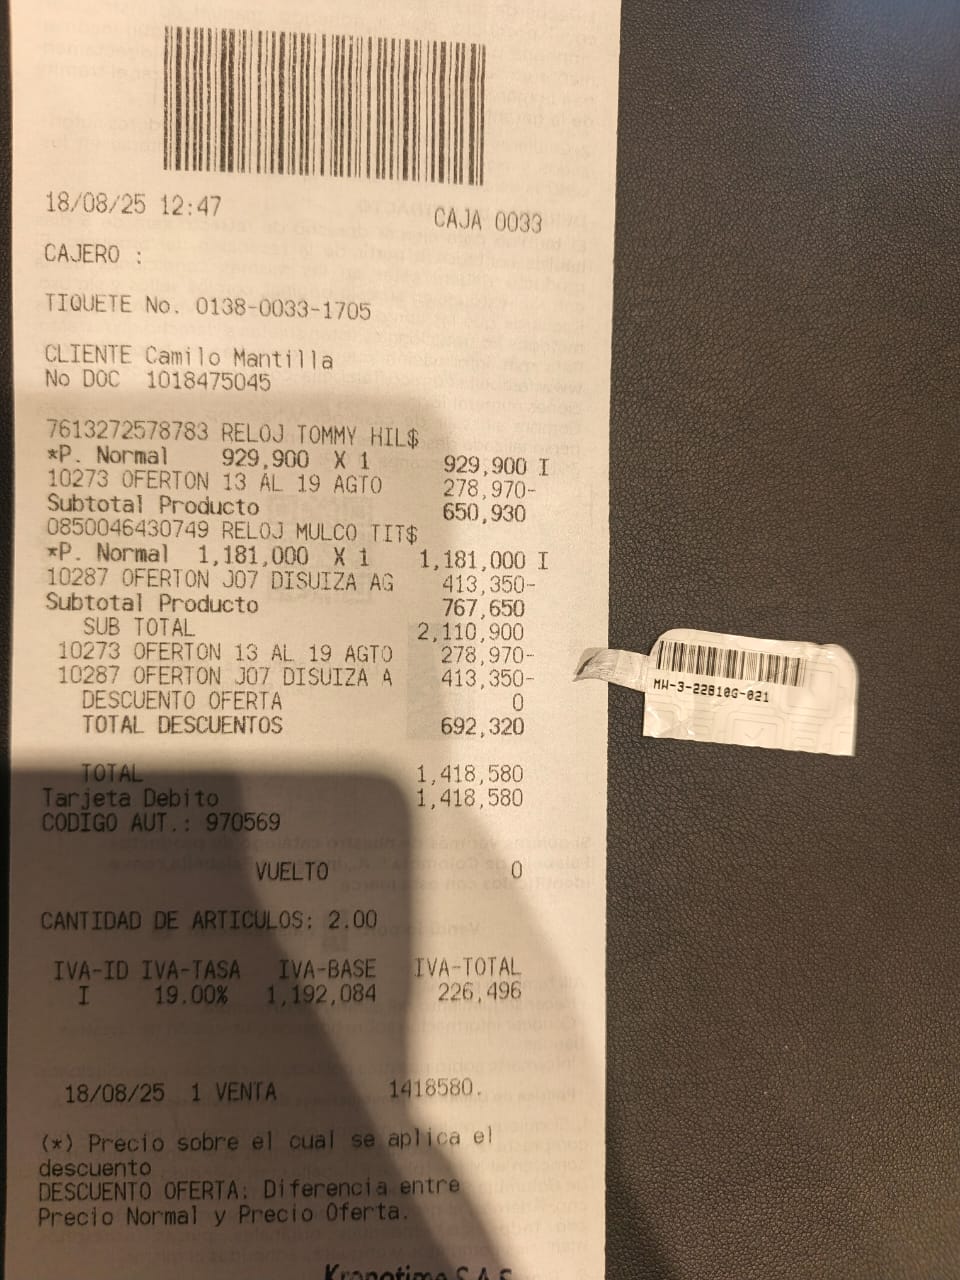 18/08/25 12:47 CAJA 0033
CAJERO :
TIQUETE No. 0138-0033-1705
CLIENTE Camilo Mantilla
No DOC 1018475045
7613272578783 RELOJ TOMMY HIL$
*P. Normal 929,900 X 1 929,900 I
10273 OFERTON 13 AL 19 AGTO 278,970-
Subtotal Producto 650,930
0850046430749 RELOJ MULCO TIT$
*P. Normal 1,181,000 X 1 1,181,000 I
10287 OFERTON J07 DISUIZA AG 413,350-
Subtotal Producto 767,650
SUB TOTAL 2,110,900
10273 OFERTON 13 AL 19 AGTO 278,970-
10287 OFERTON J07 DISUIZA A 413,350-
DESCUENTO OFERTA 0
TOTAL DESCUENTOS 692,320
TOTAL 1,418,580
Tarjeta Debito 1,418,580
CODIGO AUT.: 970569
VUELTO 0
CANTIDAD DE ARTICULOS: 2.00
IVA-ID IVA-TASA IVA-BASE IVA-TOTAL
I 19.00% 1,192,084 226,496
18/08/25 1 VENTA 1418580.
(*) Precio sobre el cual se aplica el
descuento
DESCUENTO OFERTA: Diferencia entre
Precio Normal y Precio Oferta.
Kronotime S.A.S
MW-3-22810G-021